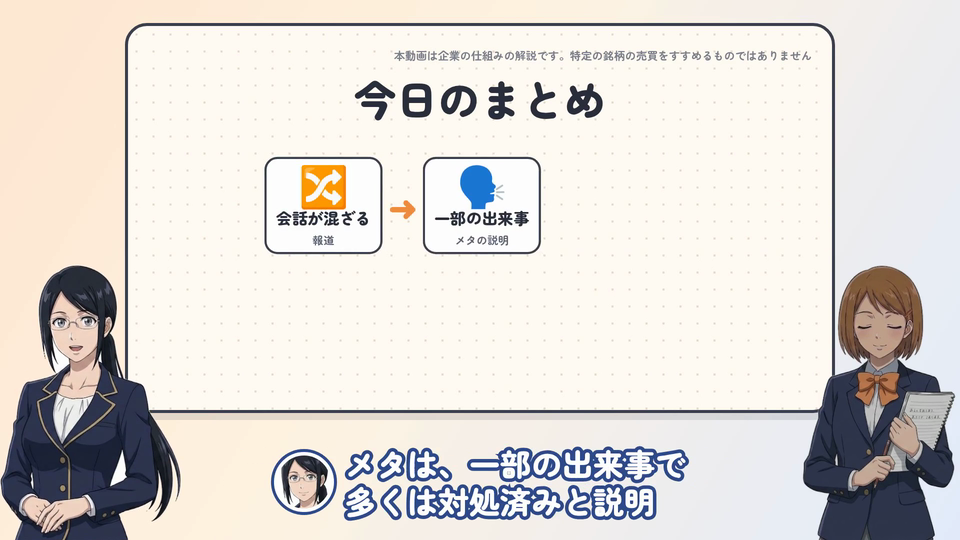 本動画は企業の仕組みの解説です。特定の銘柄の売買をすすめるものではありません
今日のまとめ
会話が混ざる
報道
一部の出来事
メタの説明
メタは、一部の出来事で
多くは対処済みと説明